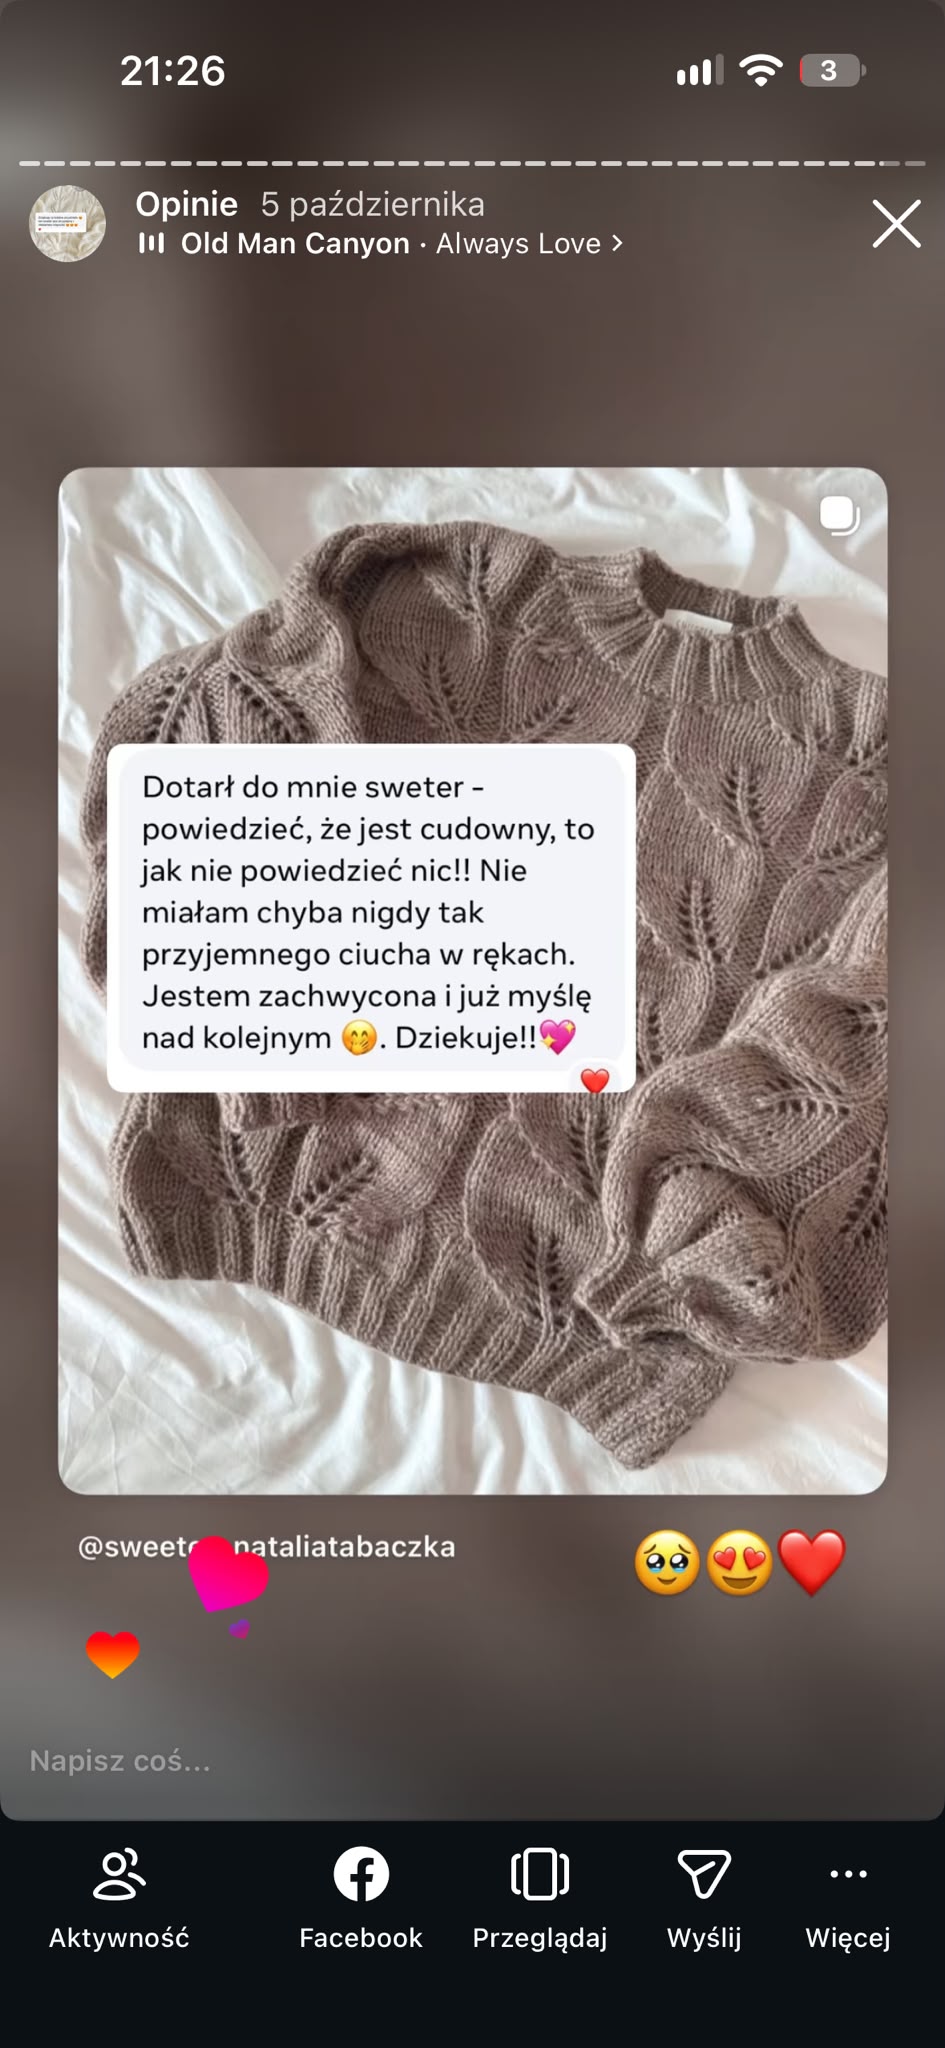 21:26
3
Opinie 5 października
Old Man Canyon · Always Love >
Dotarł do mnie sweter -
powiedzieć, że jest cudowny, to
jak nie powiedzieć nic!! Nie
miałam chyba nigdy tak
przyjemnego ciucha w rękach.
Jestem zachwycona i już myślę
nad kolejnym 🤭. Dziekuje!!💖
nataliatabaczka
Napisz coś...
Aktywność
Facebook
Przeglądaj
Wyślij
Więcej